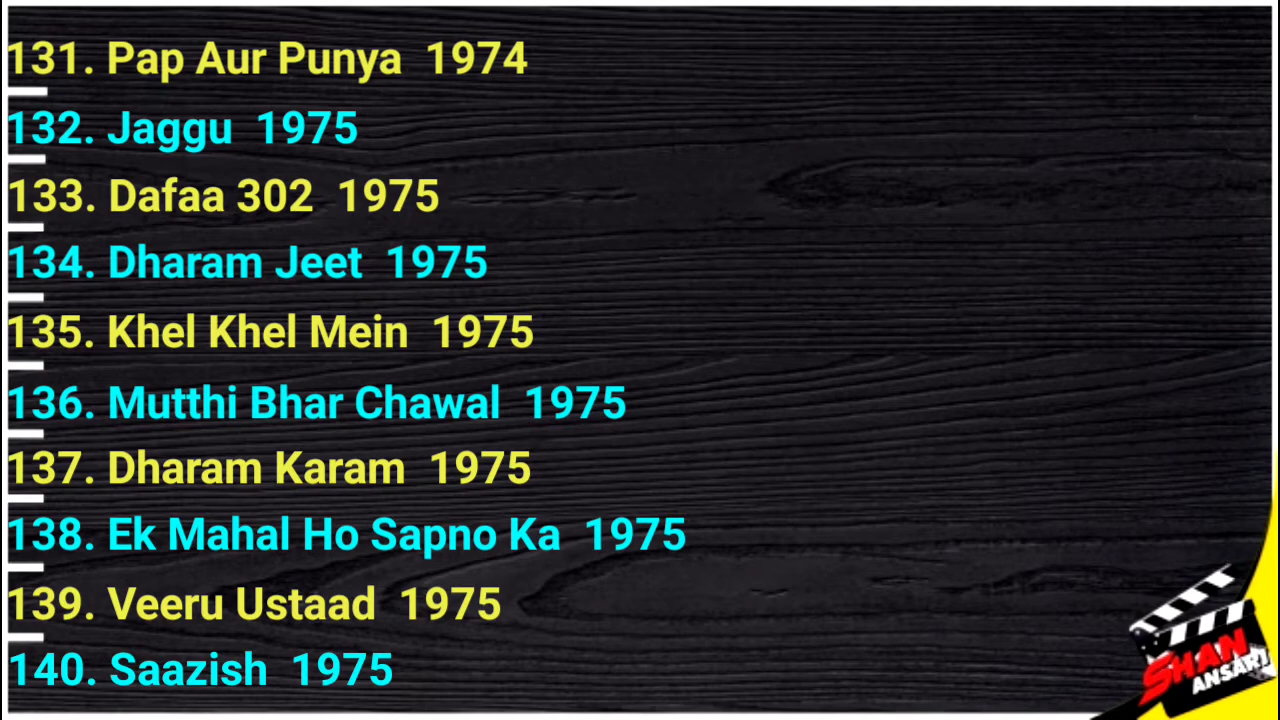 131. Pap Aur Punya 1974
132. Jaggu 1975
133. Dafaa 302 1975
134. Dharam Jeet 1975
135. Khel Khel Mein 1975
136. Mutthi Bhar Chawal 1975
137. Dharam Karam 1975
138. Ek Mahal Ho Sapno Ka 1975
139. Veeru Ustaad 1975
140. Saazish 1975
SHAN
ANSARI